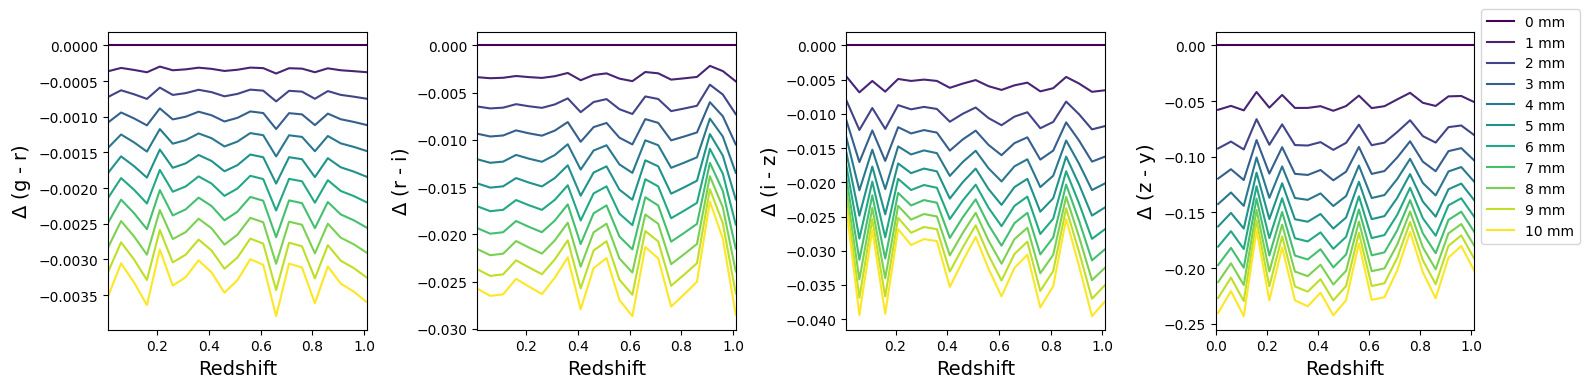 Δ (g - r)
0.0000
−0.0005
−0.0010
−0.0015
−0.0020
−0.0025
−0.0030
−0.0035
0.2 0.4 0.6 0.8 1.0
Redshift
Δ (r - i)
0.000
−0.005
−0.010
−0.015
−0.020
−0.025
−0.030
0.2 0.4 0.6 0.8 1.0
Redshift
Δ (i - z)
0.000
−0.005
−0.010
−0.015
−0.020
−0.025
−0.030
−0.035
−0.040
0.2 0.4 0.6 0.8 1.0
Redshift
Δ (z - y)
0.00
−0.05
−0.10
−0.15
−0.20
−0.25
0.0 0.2 0.4 0.6 0.8 1.0
Redshift
0 mm
1 mm
2 mm
3 mm
4 mm
5 mm
6 mm
7 mm
8 mm
9 mm
10 mm